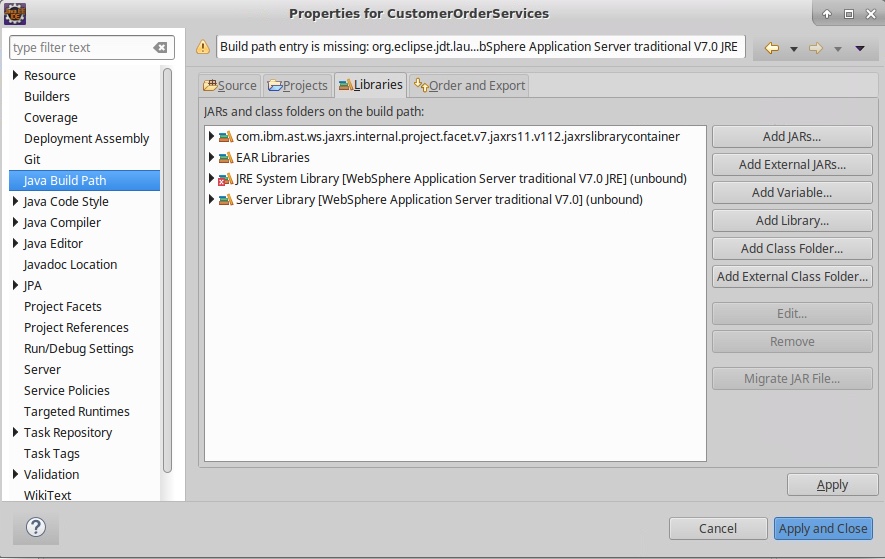 Properties for CustomerOrderServices
type filter text
Build path entry is missing: org.eclipse.jdt.lau...bSphere Application Server traditional V7.0 JRE
Resource
Builders
Coverage
Deployment Assembly
Git
Java Build Path
Java Code Style
Java Compiler
Java Editor
Javadoc Location
JPA
Project Facets
Project References
Run/Debug Settings
Server
Service Policies
Targeted Runtimes
Task Repository
Task Tags
Validation
WikiText
Source
Projects
Libraries
Order and Export
JARs and class folders on the build path:
com.ibm.ast.ws.jaxrs.internal.project.facet.v7.jaxrs11.v112.jaxrslibrarycontainer
EAR Libraries
JRE System Library [WebSphere Application Server traditional V7.0 JRE] (unbound)
Server Library [WebSphere Application Server traditional V7.0] (unbound)
Add JARs...
Add External JARs...
Add Variable...
Add Library...
Add Class Folder...
Add External Class Folder...
Edit...
Remove
Migrate JAR File...
Apply
?
Cancel
Apply and Close